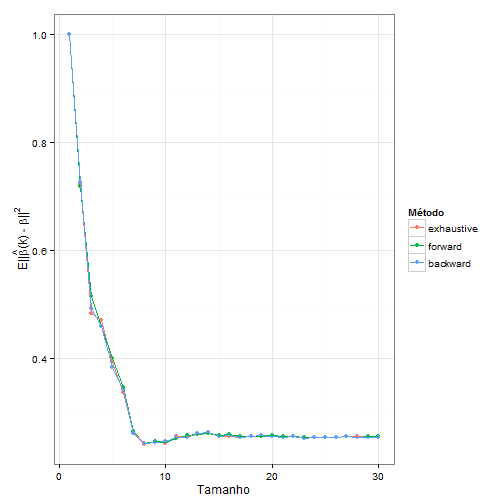 1.0
0.8
0.6
0.4
E||β̂(k) - β||²
0
10
20
30
Tamanho
Método
exhaustive
forward
backward